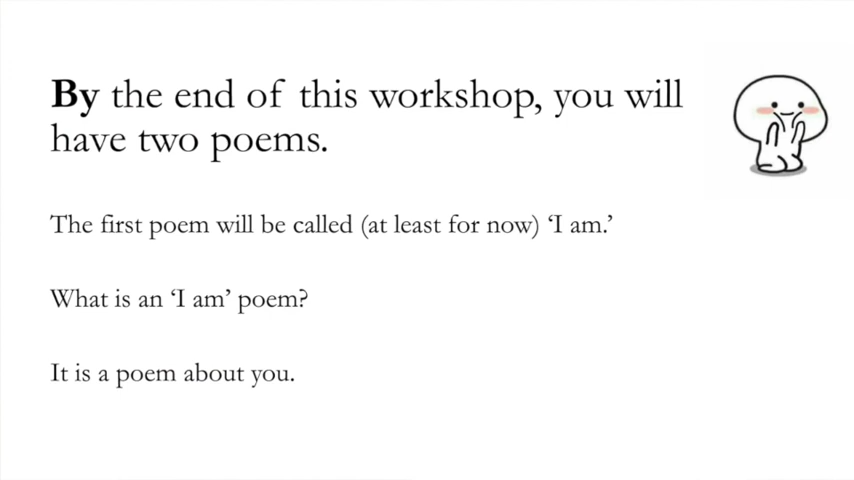 By the end of this workshop, you will
have two poems.
The first poem will be called (at least for now) ‘I am.’
What is an ‘I am’ poem?
It is a poem about you.